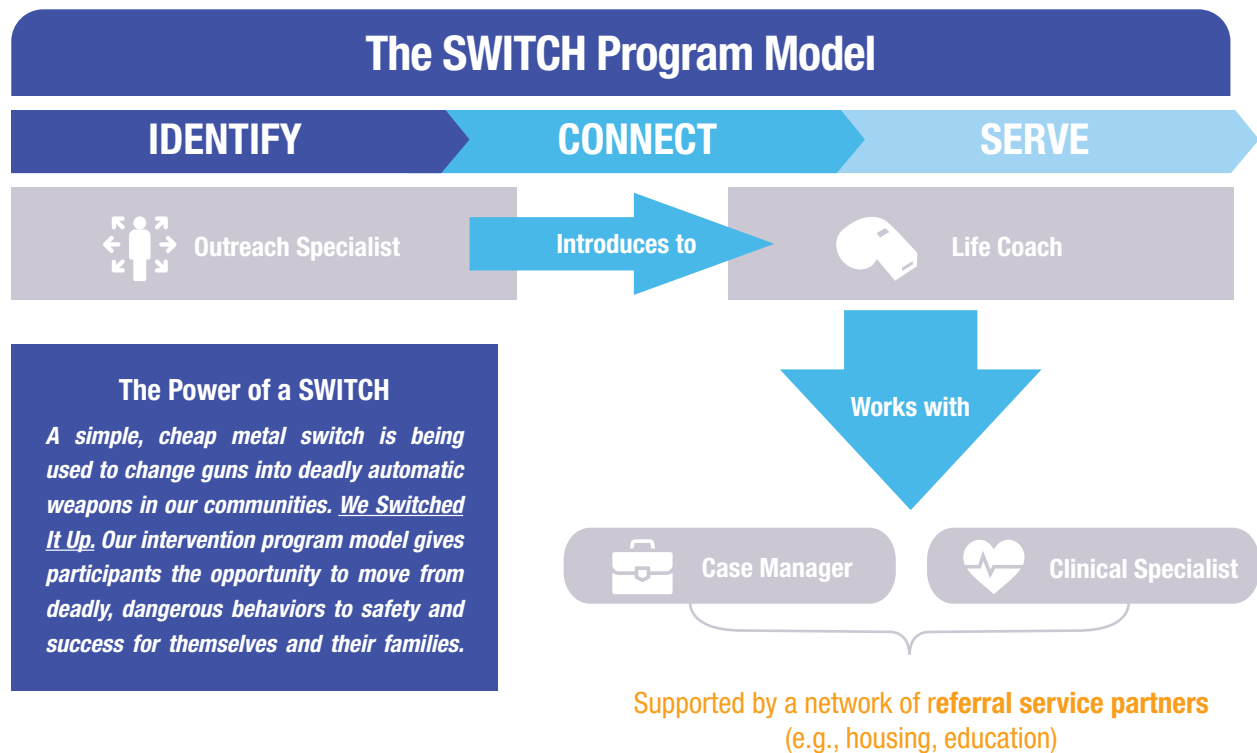 The SWITCH Program Model
IDENTIFY
CONNECT
SERVE
Outreach Specialist
Introduces to
Life Coach
Works with
The Power of a SWITCH
A simple, cheap metal switch is being
used to change guns into deadly automatic
weapons in our communities. We Switched
It Up. Our intervention program model gives
participants the opportunity to move from
deadly, dangerous behaviors to safety and
success for themselves and their families.
Case Manager
Clinical Specialist
Supported by a network of referral service partners
(e.g., housing, education)